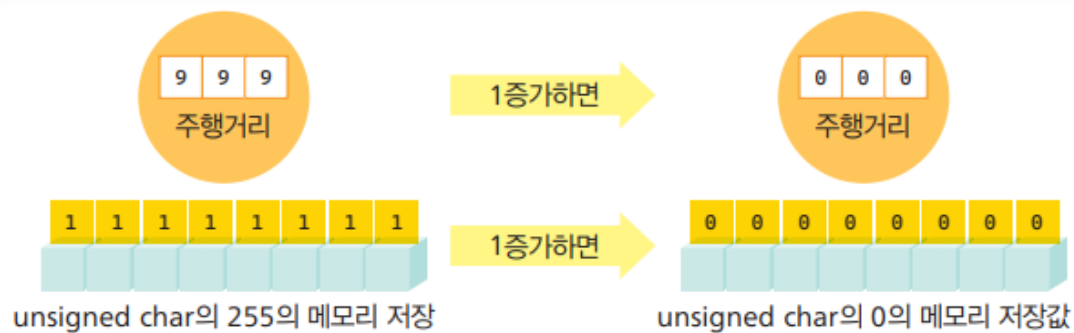 9 9 9
주행거리
1증가하면
0 0 0
주행거리
1 1 1 1 1 1 1 1
1증가하면
0 0 0 0 0 0 0 0
unsigned char의 255의 메모리 저장
unsigned char의 0의 메모리 저장값